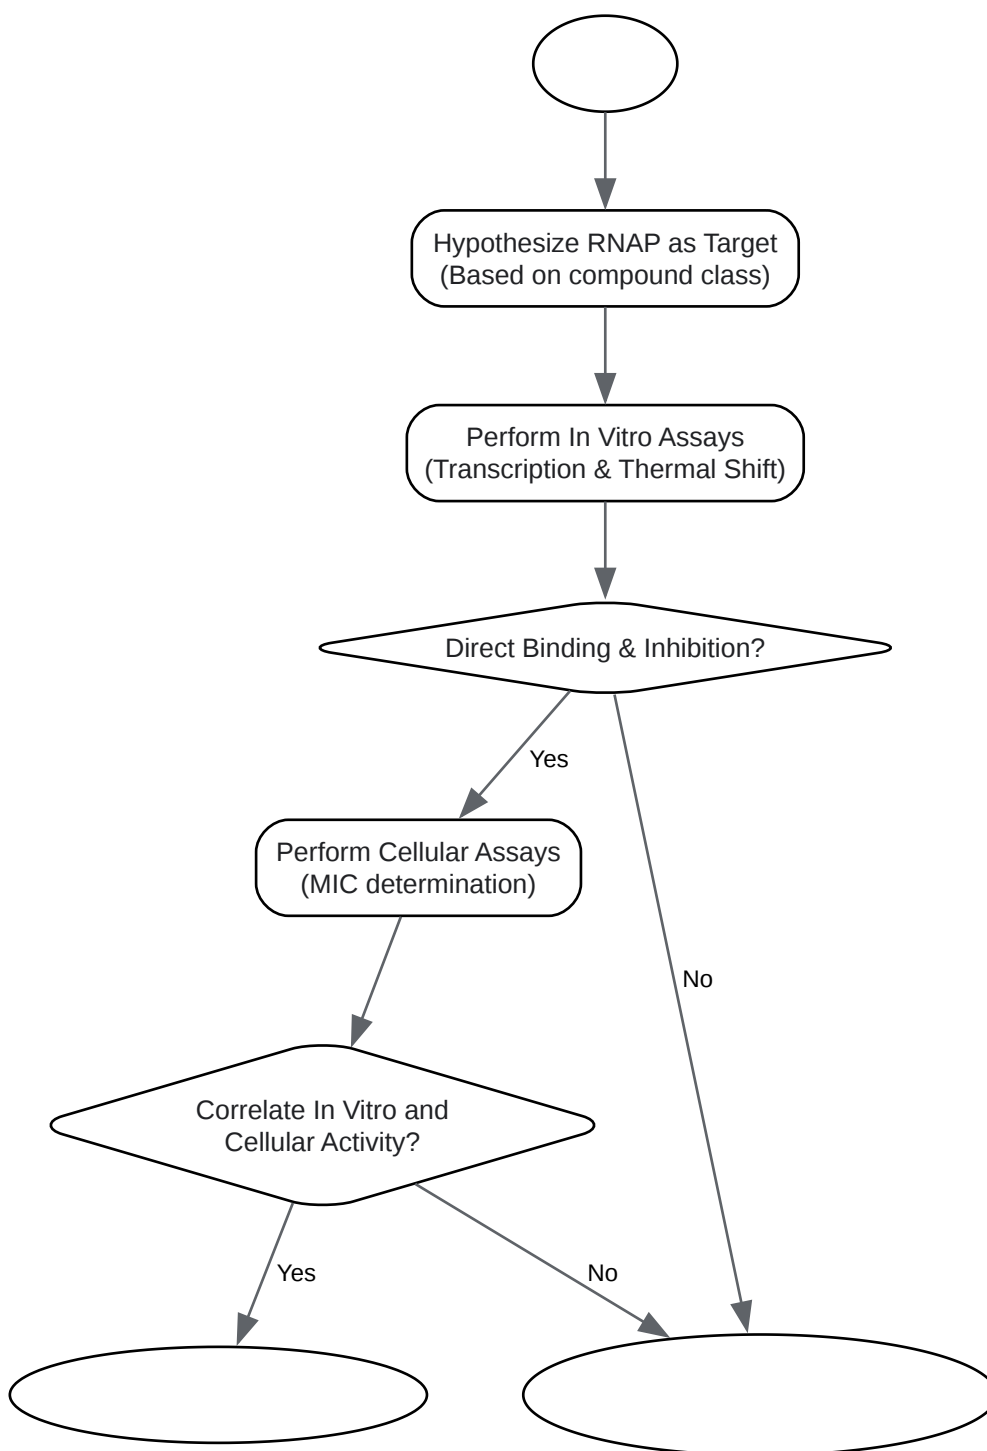 Hypothesize RNAP as Target
(Based on compound class)
Perform In Vitro Assays
(Transcription & Thermal Shift)
Direct Binding & Inhibition?
Yes
Perform Cellular Assays
(MIC determination)
No
Correlate In Vitro and
Cellular Activity?
Yes
No